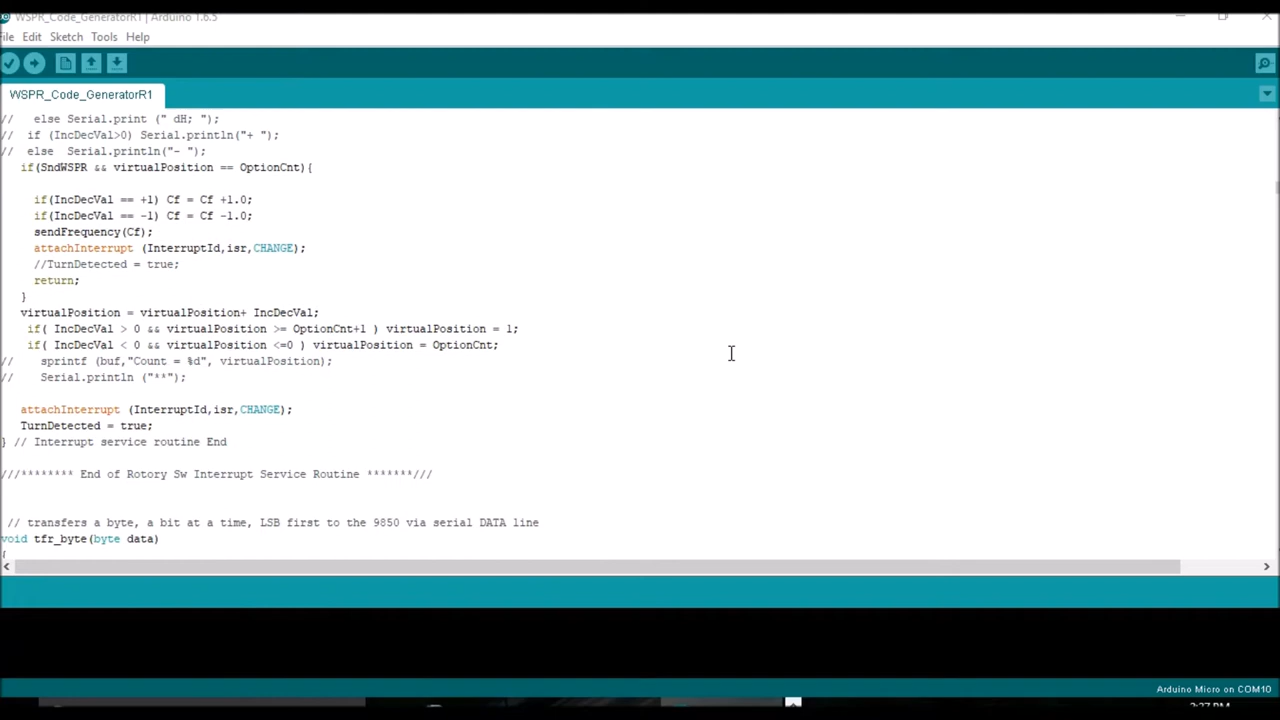 WSPR_Code_GeneratorR1 | Arduino 1.6.5
File Edit Sketch Tools Help
WSPR_Code_GeneratorR1
//   else Serial.print (" dH; ");
//  if (IncDecVal>0) Serial.println("+ ");
//  else  Serial.println("- ");
if(SndWSPR && virtualPosition == OptionCnt){
if(IncDecVal == +1) Cf = Cf +1.0;
if(IncDecVal == -1) Cf = Cf -1.0;
sendFrequency(Cf);
attachInterrupt (InterruptId,isr,CHANGE);
//TurnDetected = true;
return;
}
virtualPosition = virtualPosition+ IncDecVal;
if( IncDecVal > 0 && virtualPosition >= OptionCnt+1 ) virtualPosition = 1;
if( IncDecVal < 0 && virtualPosition <=0 ) virtualPosition = OptionCnt;
//    sprintf (buf,"Count = %d", virtualPosition);
//    Serial.println ("**");
attachInterrupt (InterruptId,isr,CHANGE);
TurnDetected = true;
} // Interrupt service routine End
///******** End of Rotory Sw Interrupt Service Routine *******///
// transfers a byte, a bit at a time, LSB first to the 9850 via serial DATA line
void tfr_byte(byte data)
{
Arduino Micro on COM10